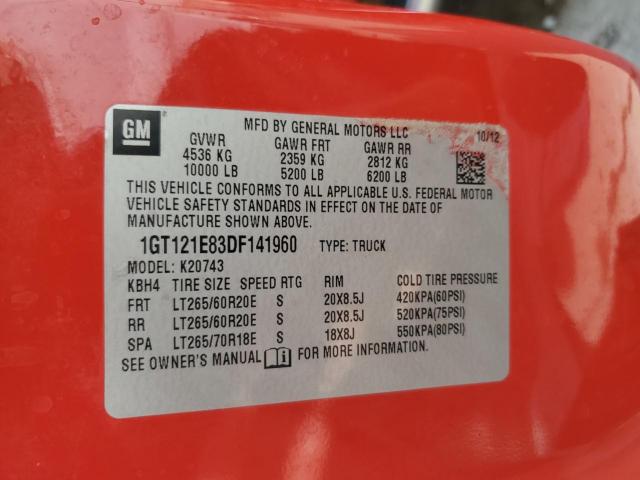 GM
MFD BY GENERAL MOTORS LLC 10/12
GVWR GAWR FRT GAWR RR
4536 KG 2359 KG 2812 KG
10000 LB 5200 LB 6200 LB
THIS VEHICLE CONFORMS TO ALL APPLICABLE U.S. FEDERAL MOTOR
VEHICLE SAFETY STANDARDS IN EFFECT ON THE DATE OF
MANUFACTURE SHOWN ABOVE.
1GT121E83DF141960 TYPE: TRUCK
MODEL: K20743
KBH4 TIRE SIZE SPEED RTG RIM COLD TIRE PRESSURE
FRT LT265/60R20E S 20X8.5J 420KPA(60PSI)
RR LT265/60R20E S 20X8.5J 520KPA(75PSI)
SPA LT265/70R18E S 18X8J 550KPA(80PSI)
SEE OWNER'S MANUAL FOR MORE INFORMATION.